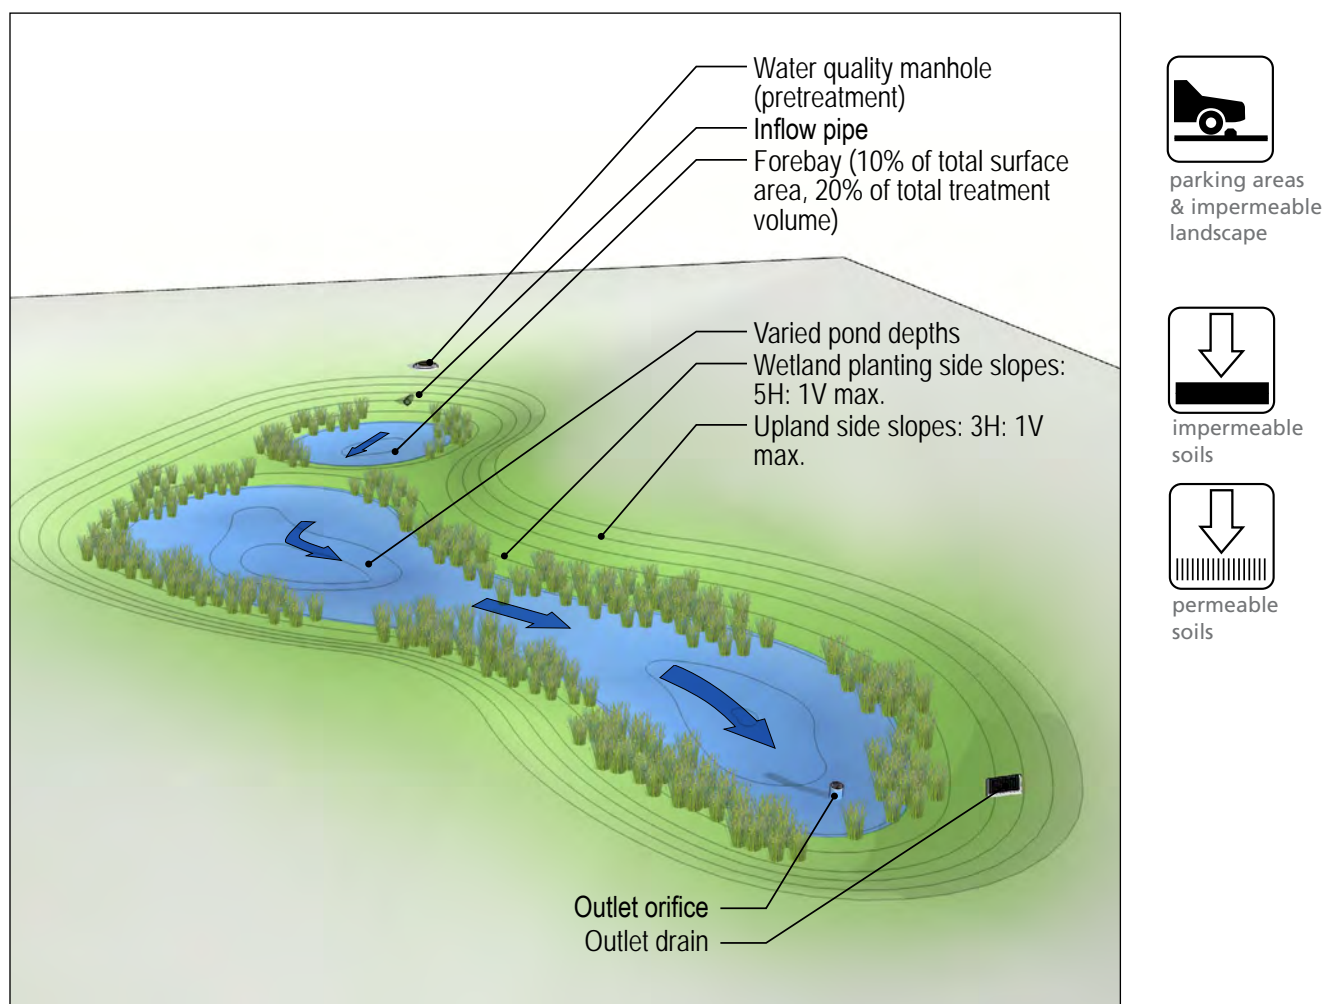 Water quality manhole
(pretreatment)
Inflow pipe
Forebay (10% of total surface
area, 20% of total treatment
volume)
Varied pond depths
Wetland planting side slopes:
5H: 1V max.
Upland side slopes: 3H: 1V
max.
Outlet orifice
Outlet drain
parking areas
& impermeable
landscape
impermeable
soils
permeable
soils